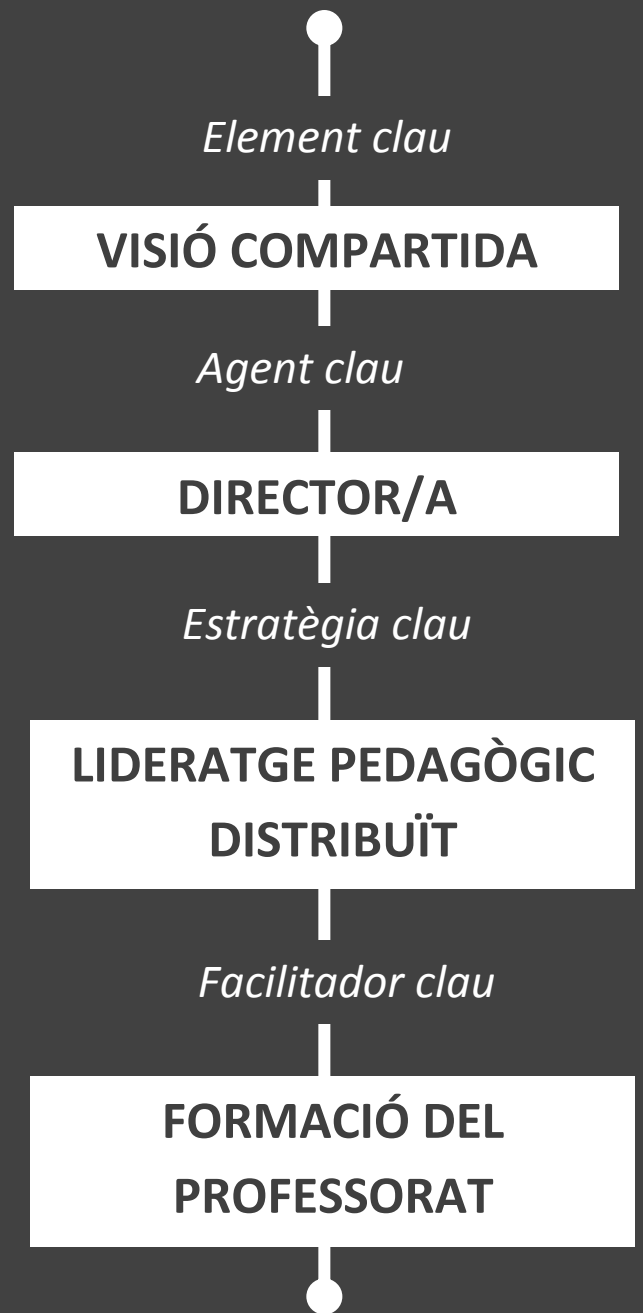 Element clau
VISIÓ COMPARTIDA
Agent clau
DIRECTOR/A
Estratègia clau
LIDERATGE PEDAGÒGIC
DISTRIBUÏT
Facilitador clau
FORMACIÓ DEL
PROFESSORAT